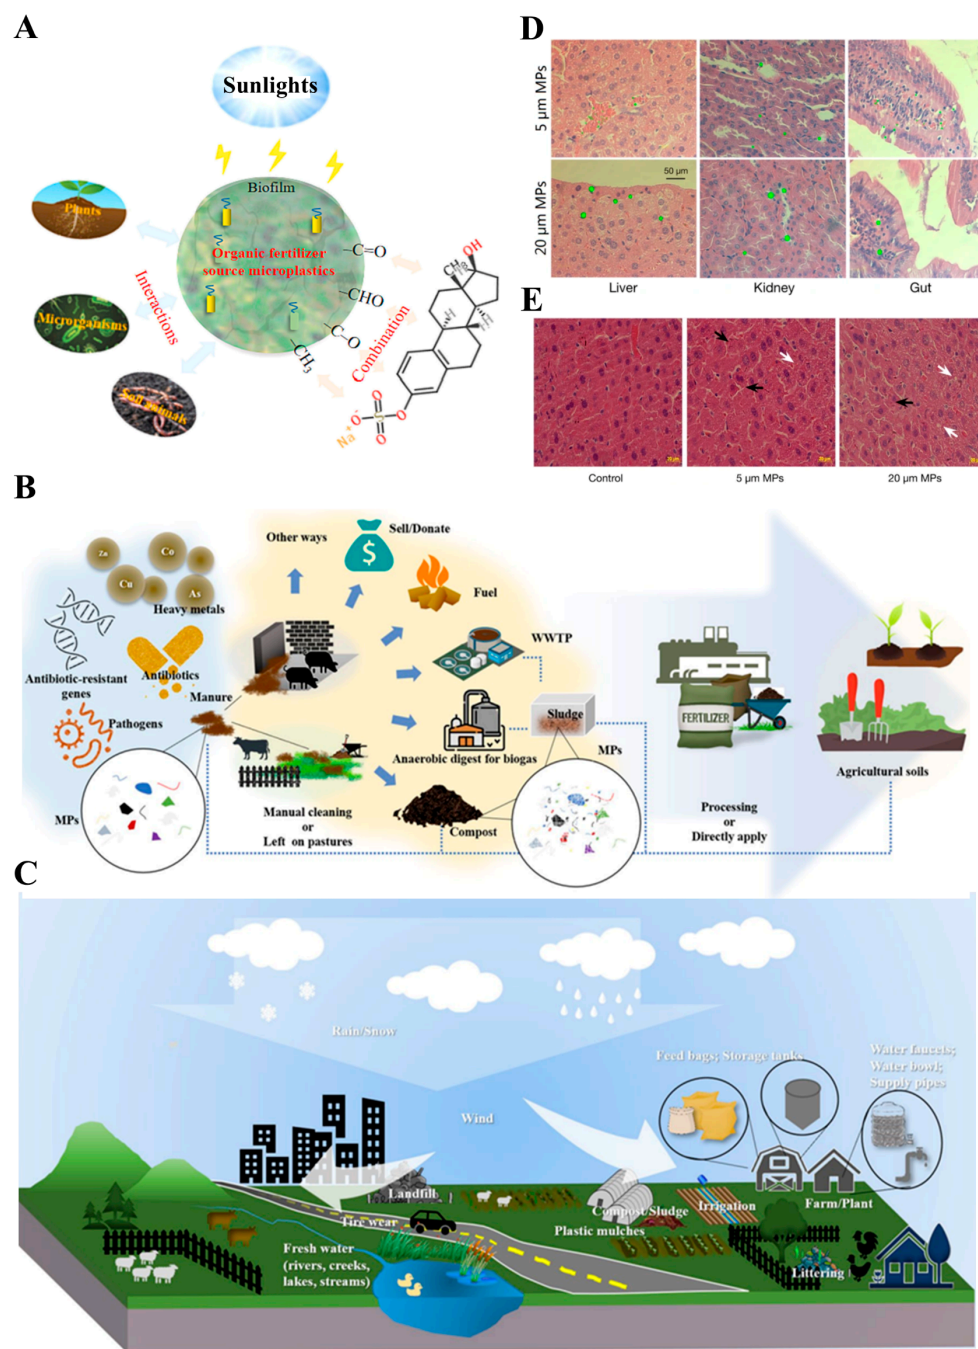 A
Sunlights
Biofilm
Organic fertilizer
source microplastics
Plants
Microrganisms
Soil animals
Interactions
Combination
C=O
CHO
C
O
CH3
CH3
OH
H
H
H
O
O
S
O
O-
Na+
D
5 µm MPs
20 µm MPs
50 µm
Liver
Kidney
Gut
E
Control
5 µm MPs
20 µm MPs
B
Zn
Co
Cu
As
Heavy metals
Antibiotic-resistant
genes
Antibiotics
Pathogens
Manure
MPs
Other ways
Sell/Donate
$
Fuel
WWTP
Anaerobic digest for biogas
Compost
Manual cleaning
or
Left on pastures
Sludge
MPs
FERTILIZER
Processing
or
Directly apply
Agricultural soils
C
Rain/Snow
Wind
Feed bags; Storage tanks
Water faucets;
Water bowl;
Supply pipes
Landfill
Tire wear
Compost/Sludge
Plastic mulches
Irrigation
Farm/Plant
Fresh water
(rivers, creeks,
lakes, streams)
Littering